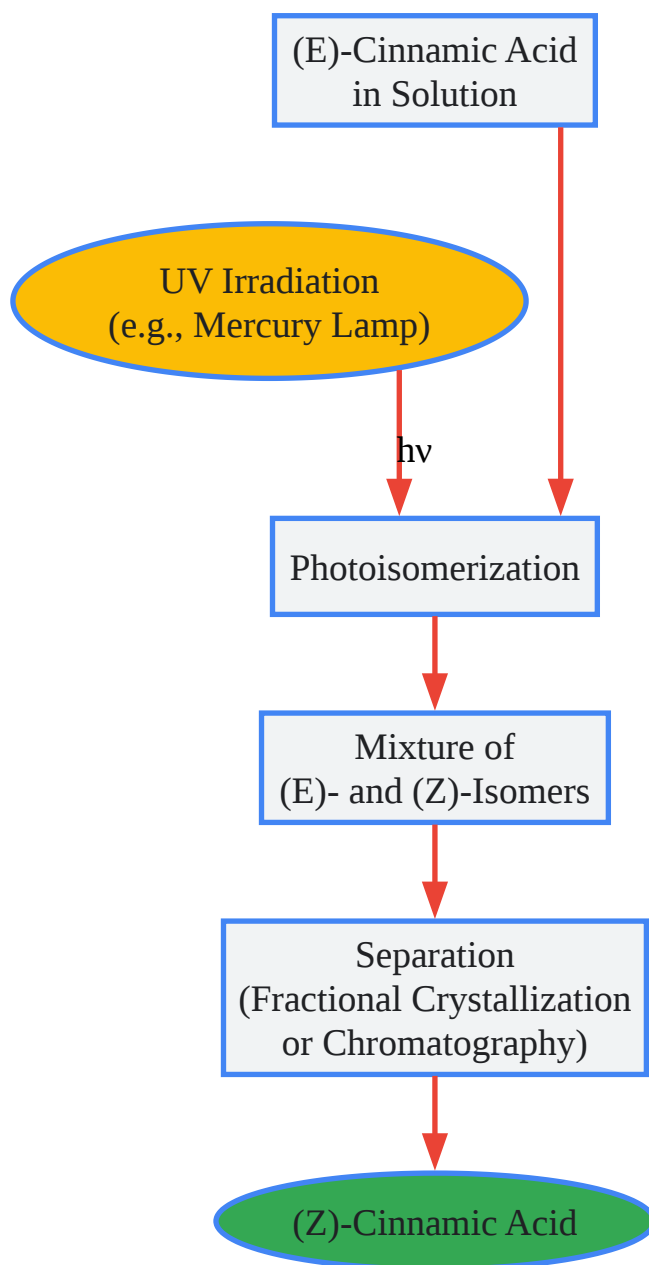 (E)-Cinnamic Acid
in Solution
UV Irradiation
(e.g., Mercury Lamp)
hν
Photoisomerization
Mixture of
(E)- and (Z)-Isomers
Separation
(Fractional Crystallization
or Chromatography)
(Z)-Cinnamic Acid